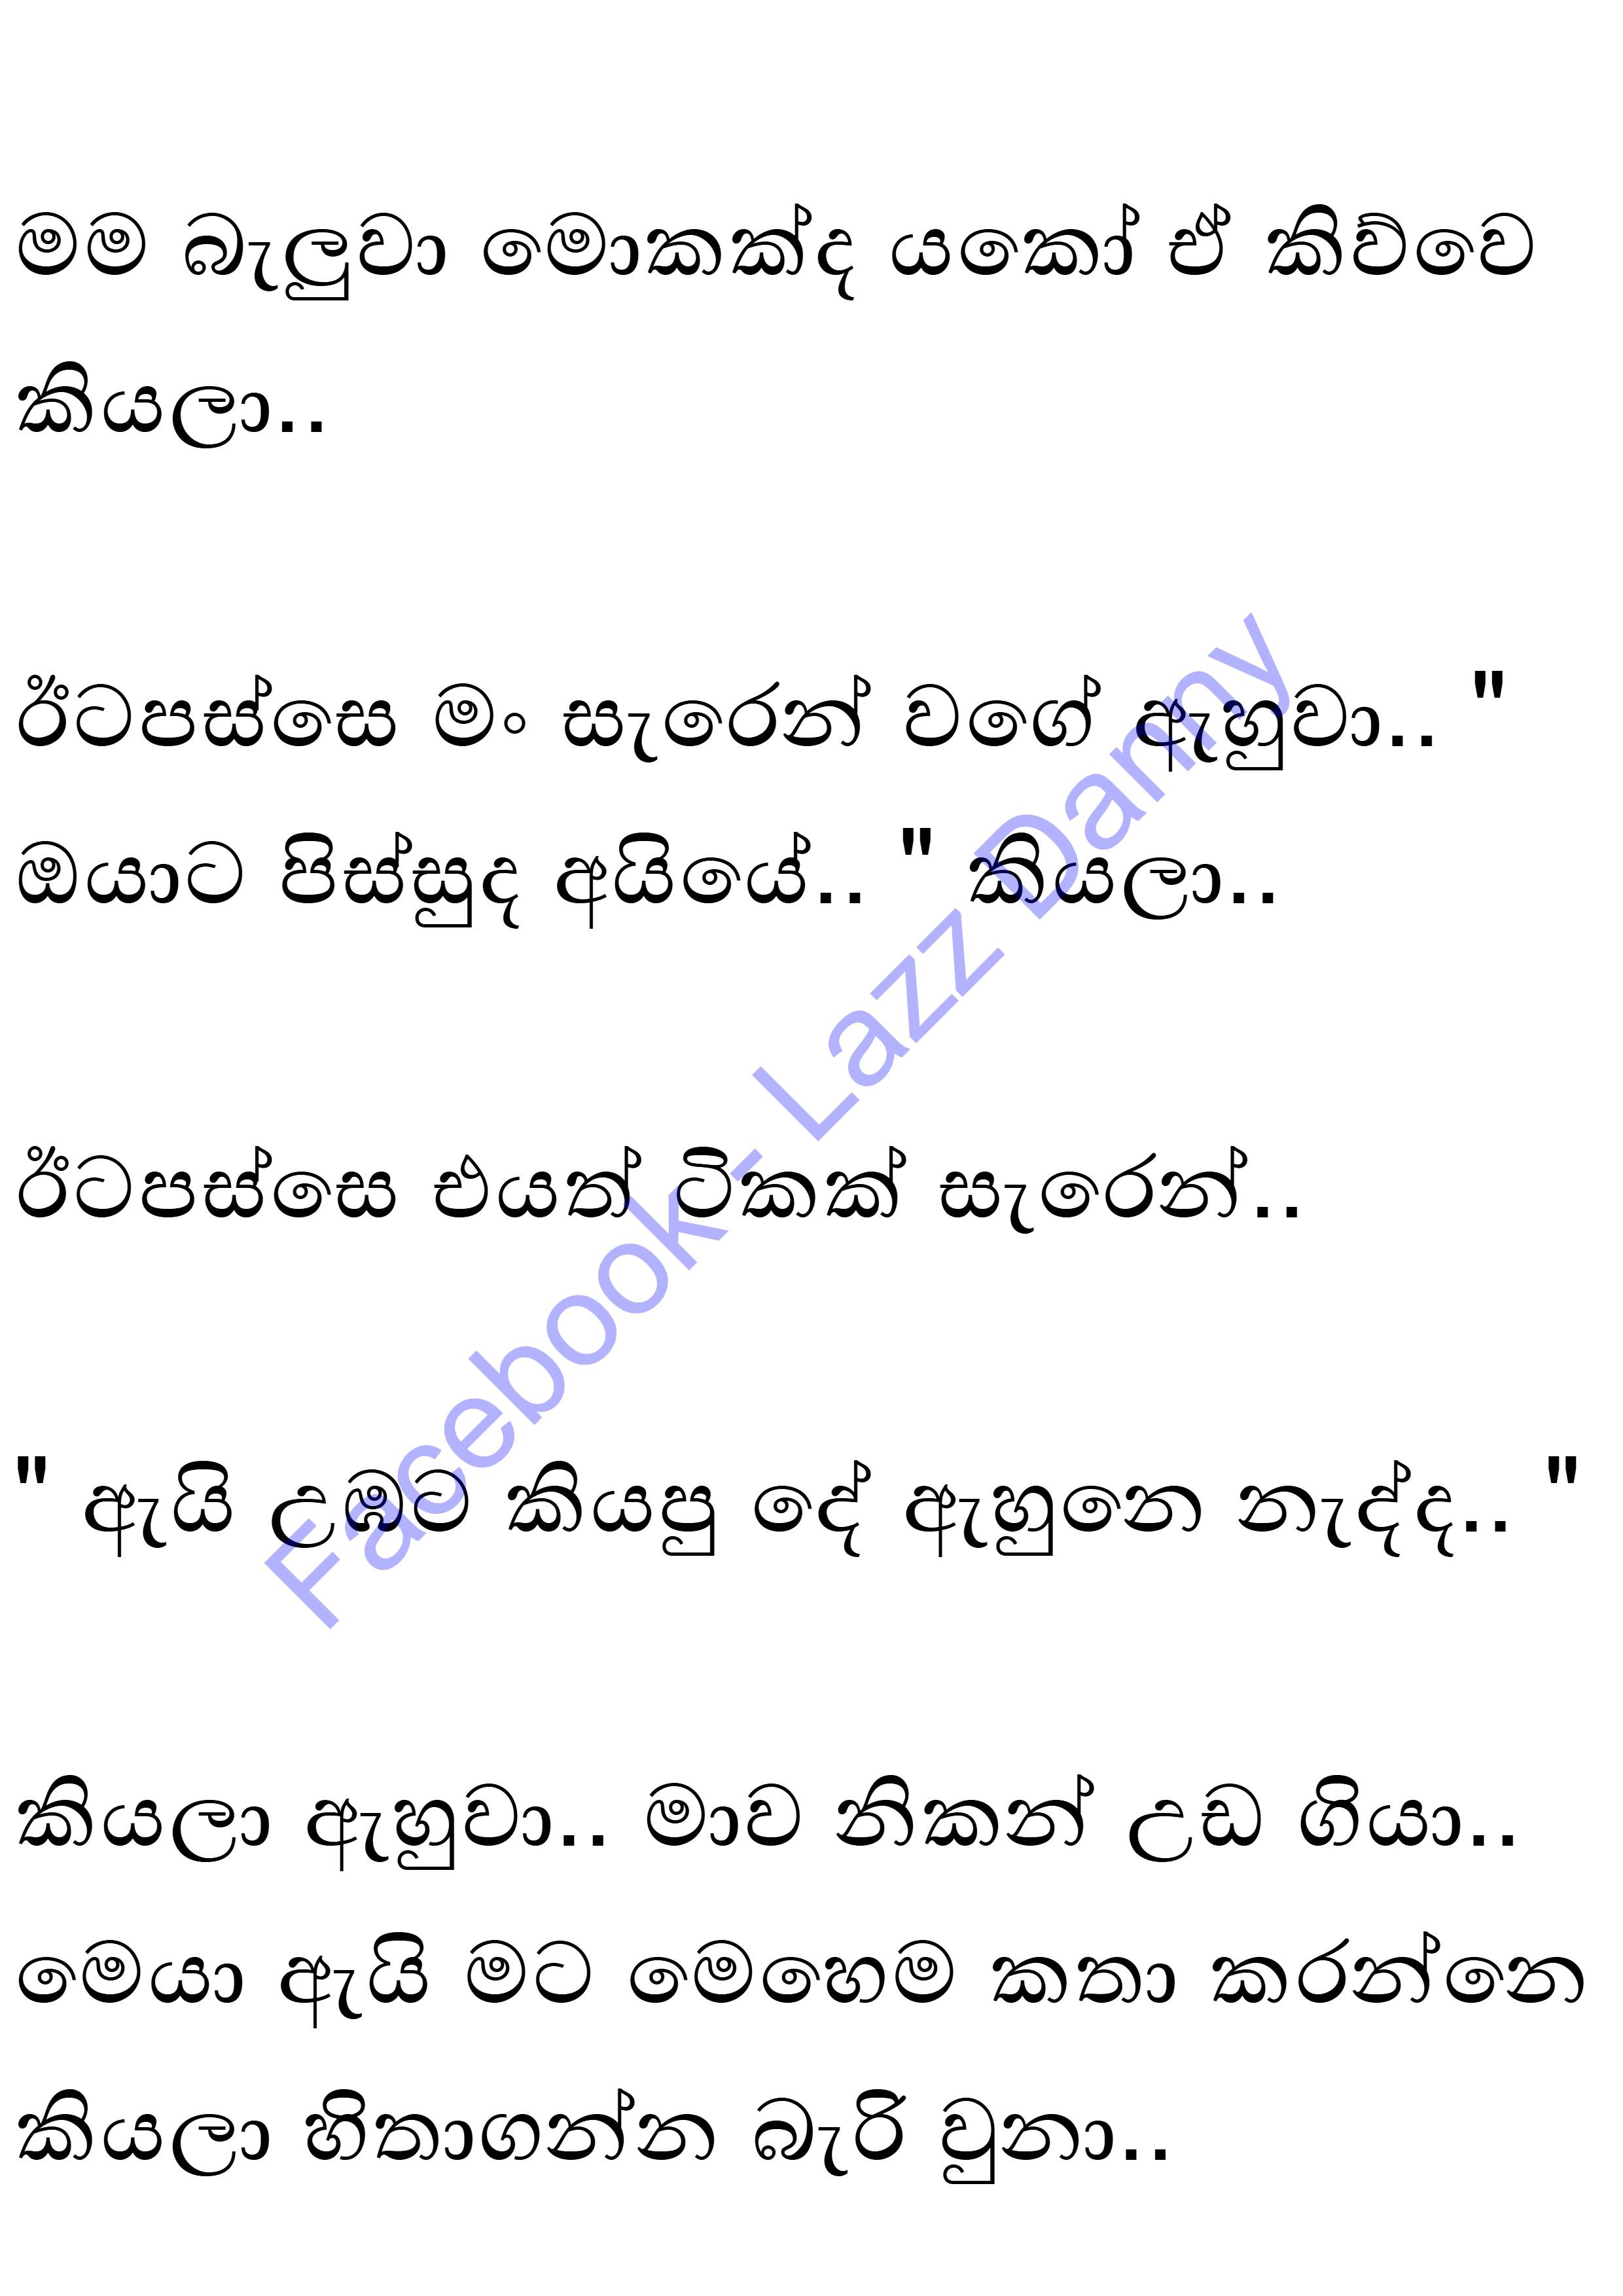 මම බැලුවා මොකක්ද යකෝ ඒ කිව්වෙ
කියලා..
ඊටපස්සෙ මං සැරෙන් වගේ ඇහුවා.. "
ඔයාට පිස්සුද අයියේ.. " කියලා..
ඊටපස්සෙ එයත් ටිකක් සැරෙන්..
" ඇයි උඹට කියපු දේ ඇහුනෙ නැද්ද.. "
කියලා ඇහුවා.. මාව නිකන් උඩ ගියා..
මෙයා ඇයි මට මෙහෙම කතා කරන්නෙ
කියලා හිතාගන්න බැරි වුනා..
Facebook - Lazz Danny